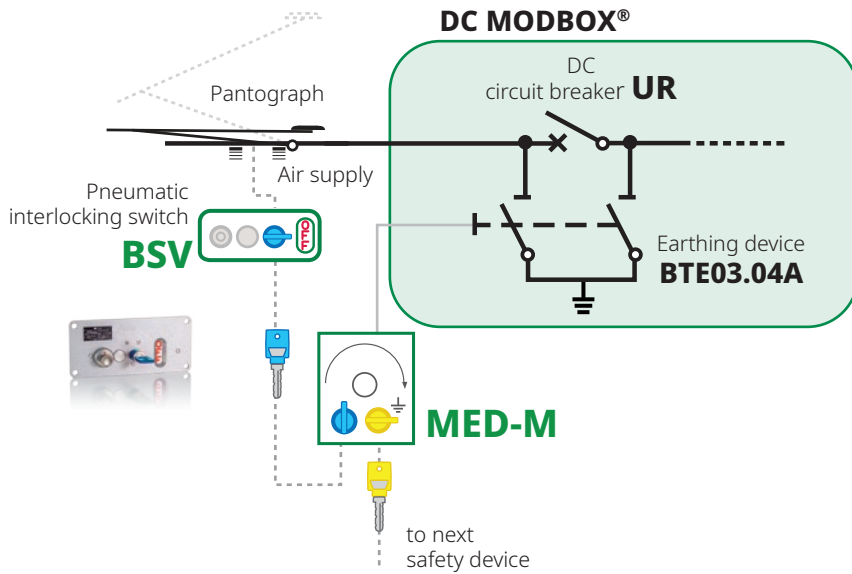 DC MODBOX®
DC
circuit breaker UR
Pantograph
Air supply
Pneumatic
interlocking switch
BSV
OFF
Earthing device
BTE03.04A
MED-M
to next
safety device